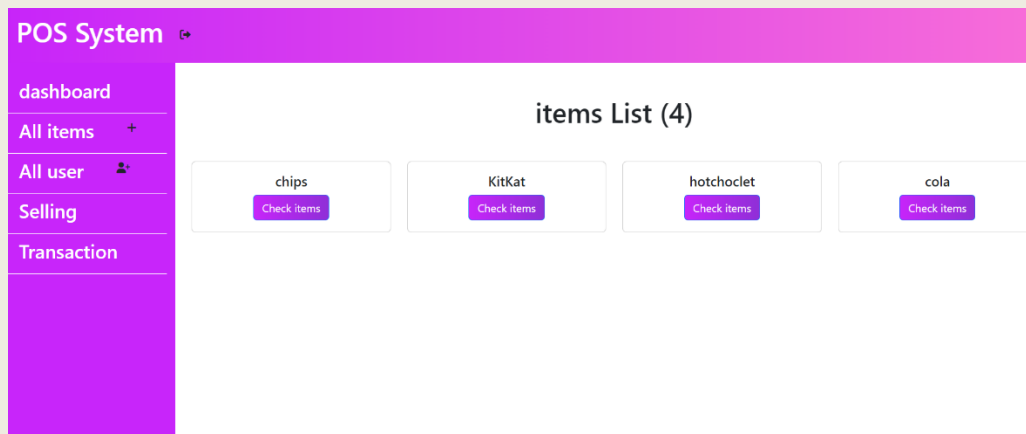 POS System
dashboard
All items
All user
Selling
Transaction
items List (4)
chips
Check items
KitKat
Check items
hotchoclet
Check items
cola
Check items